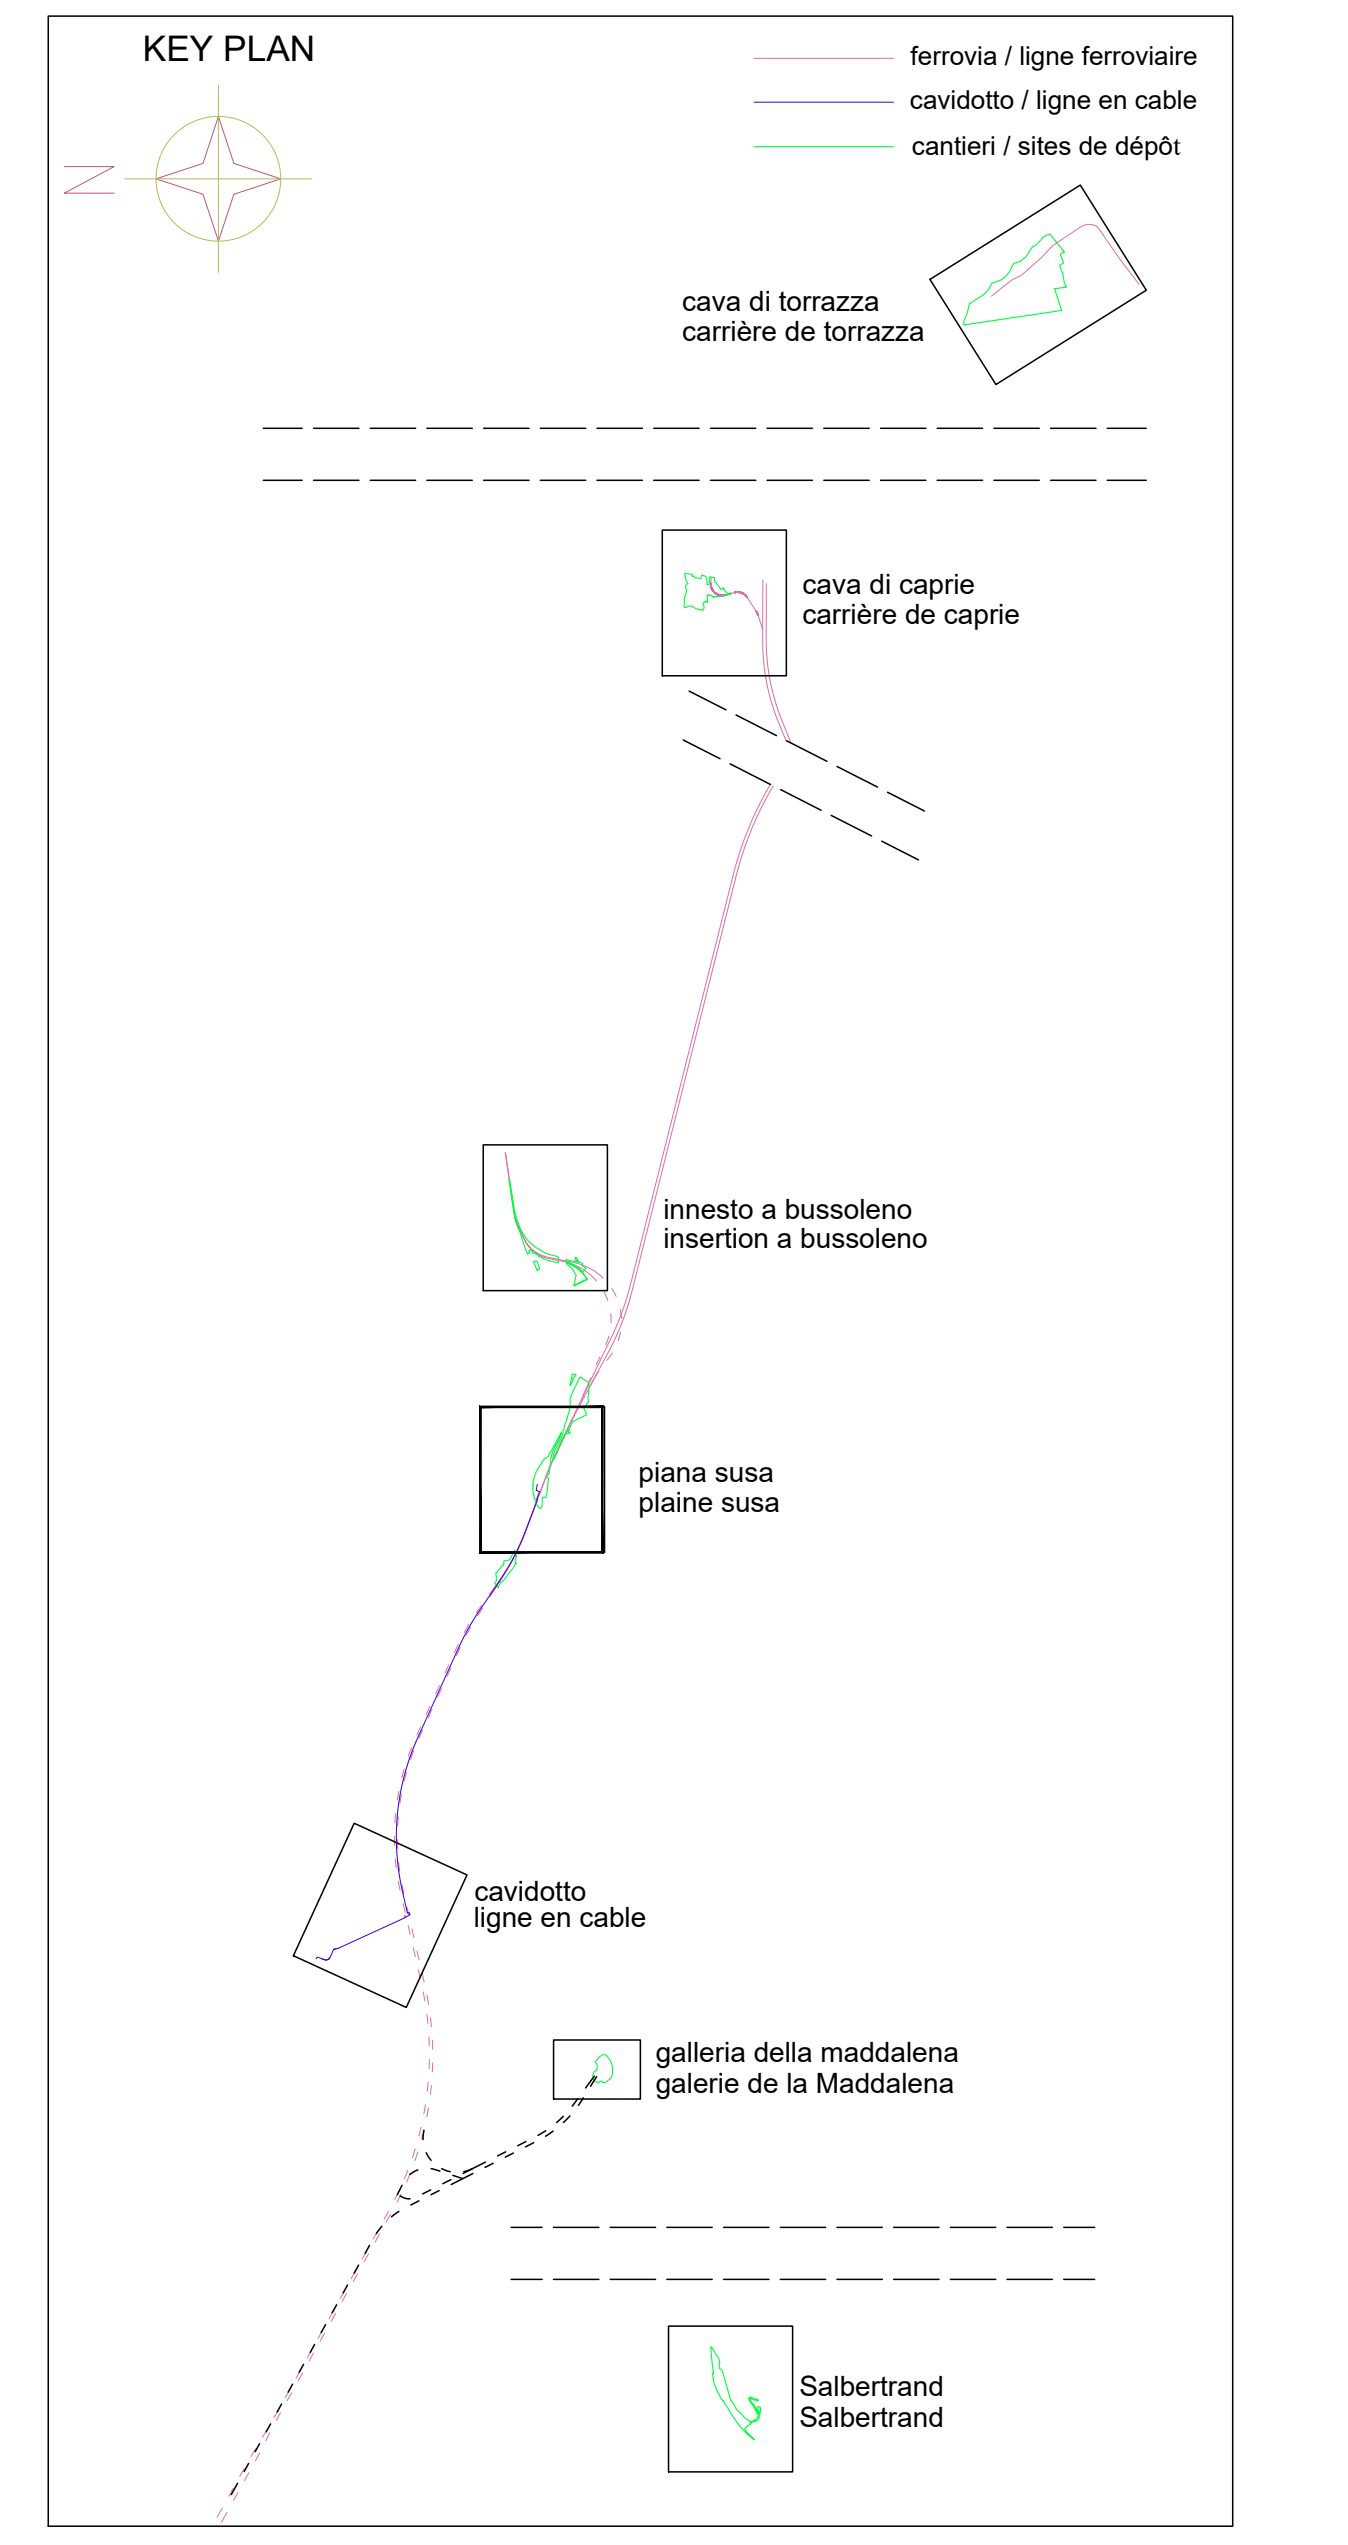 KEY PLAN
N
ferrovia / ligne ferroviaire
cavidotto / ligne en cable
cantieri / sites de dépôt
cava di torrazza
carrière de torrazza
cava di caprie
carrière de caprie
innesto a bussoleno
insertion a bussoleno
piana susa
plaine susa
cavidotto
ligne en cable
galleria della maddalena
galerie de la Maddalena
Salbertrand
Salbertrand